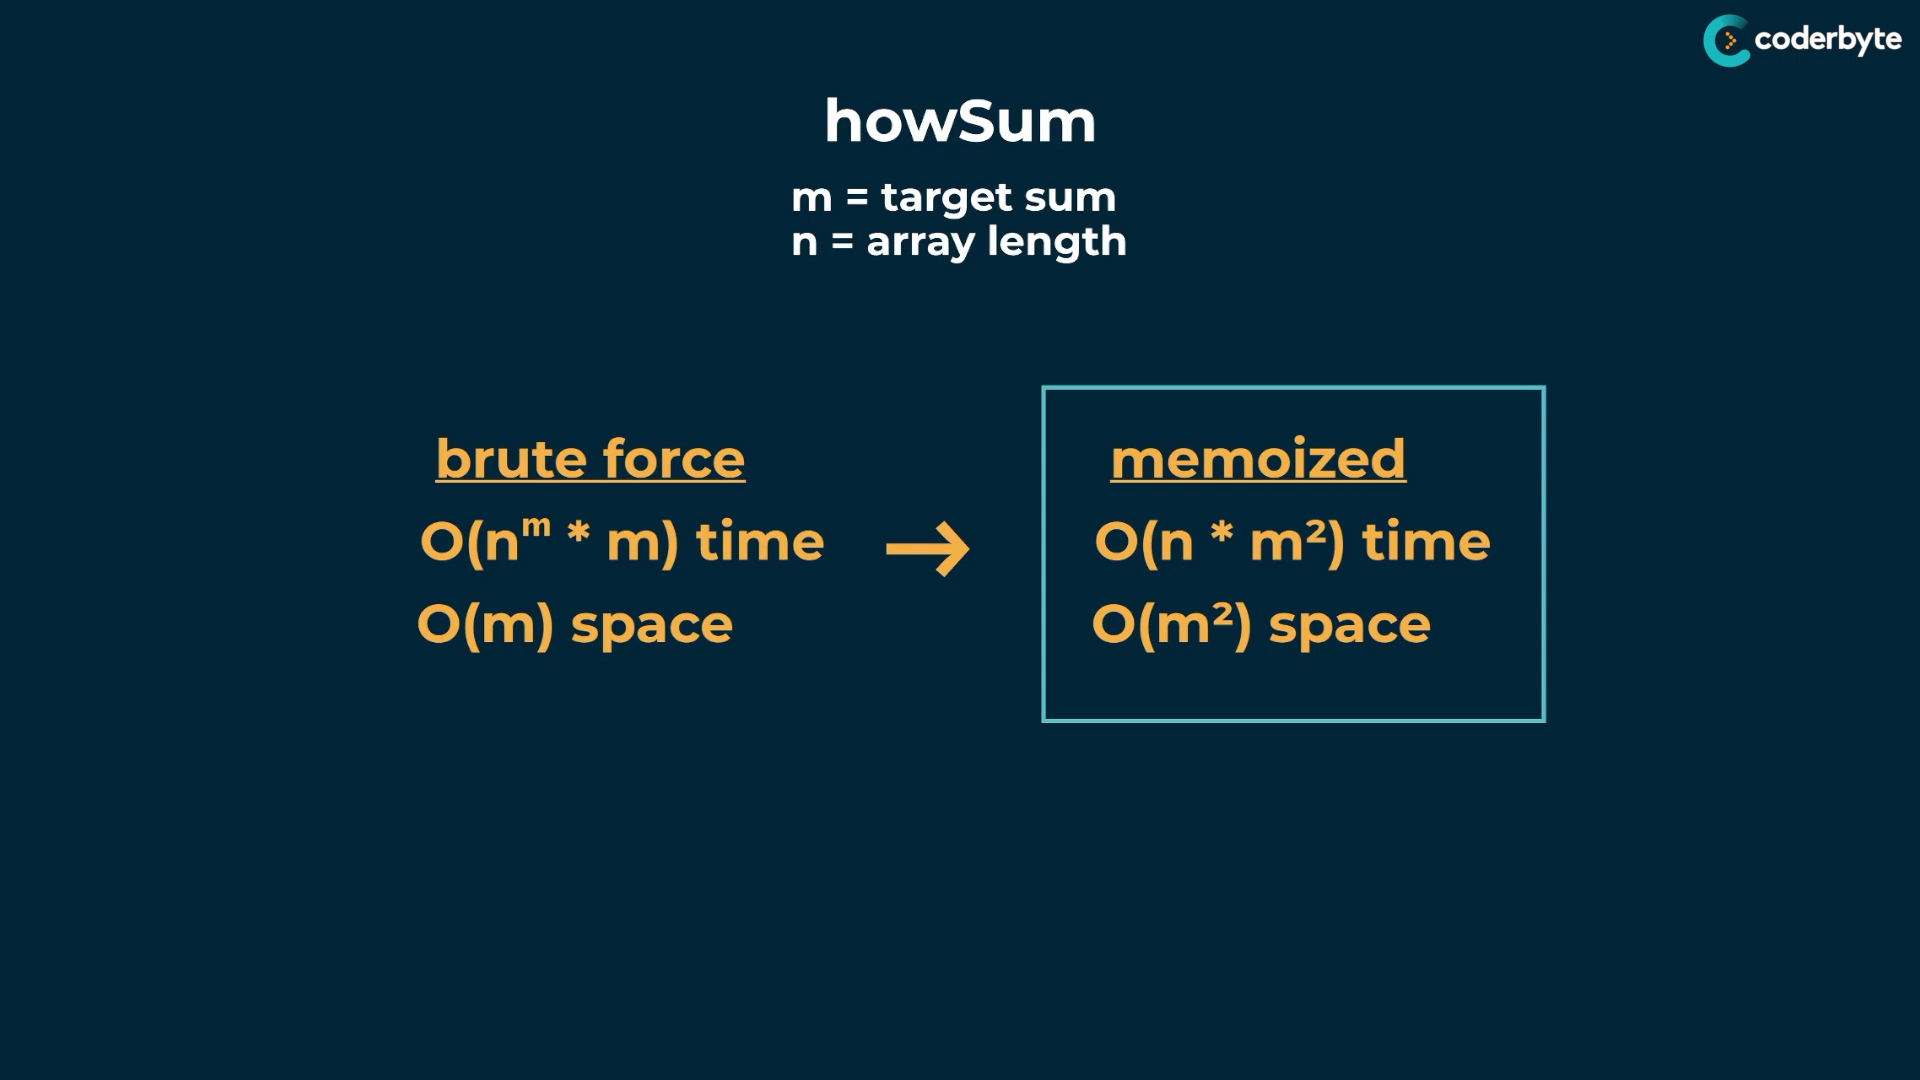 coderbyte
howSum
m = target sum
n = array length
brute force
O(nᵐ * m) time
O(m) space
→
memoized
O(n * m²) time
O(m²) space